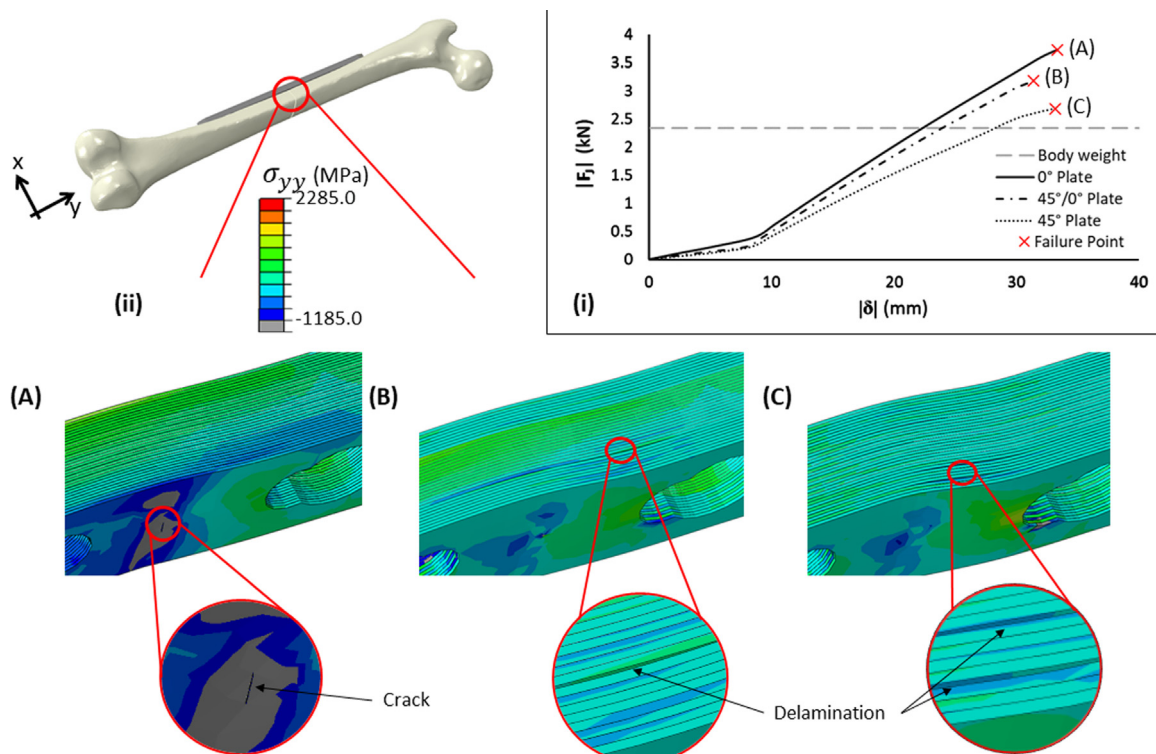 x
y
σyy (MPa)
2285.0
-1185.0
(ii)
4
3.5
3
2.5
2
1.5
1
0.5
0
|Fj| (kN)
(A)
(B)
(C)
Body weight
0° Plate
45°/0° Plate
45° Plate
Failure Point
0 10 20 30 40
(i)
|δ| (mm)
(A)
(B)
(C)
Crack
Delamination